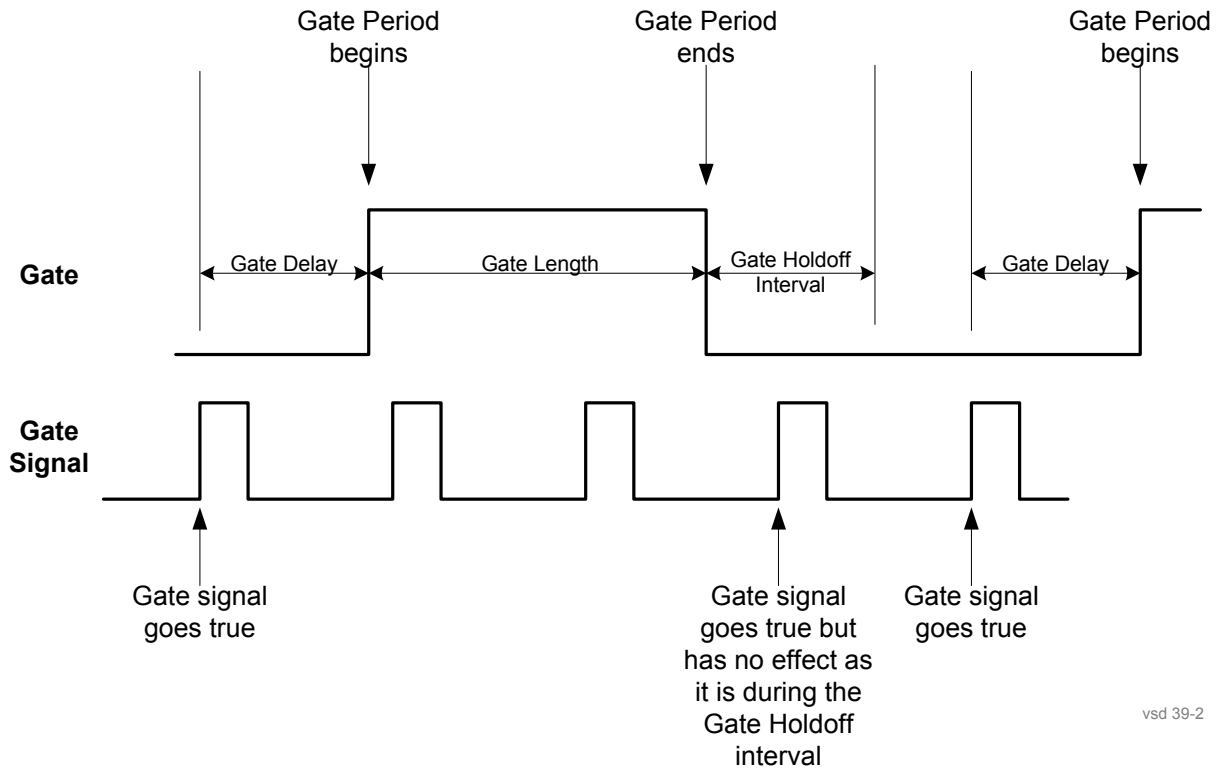 Gate Period
begins
Gate Period
ends
Gate Period
begins
Gate
Gate Delay
Gate Length
Gate Holdoff
Interval
Gate Delay
Gate
Signal
Gate signal
goes true
Gate signal
goes true but
has no effect as
it is during the
Gate Holdoff
interval
Gate signal
goes true
vsd 39-2